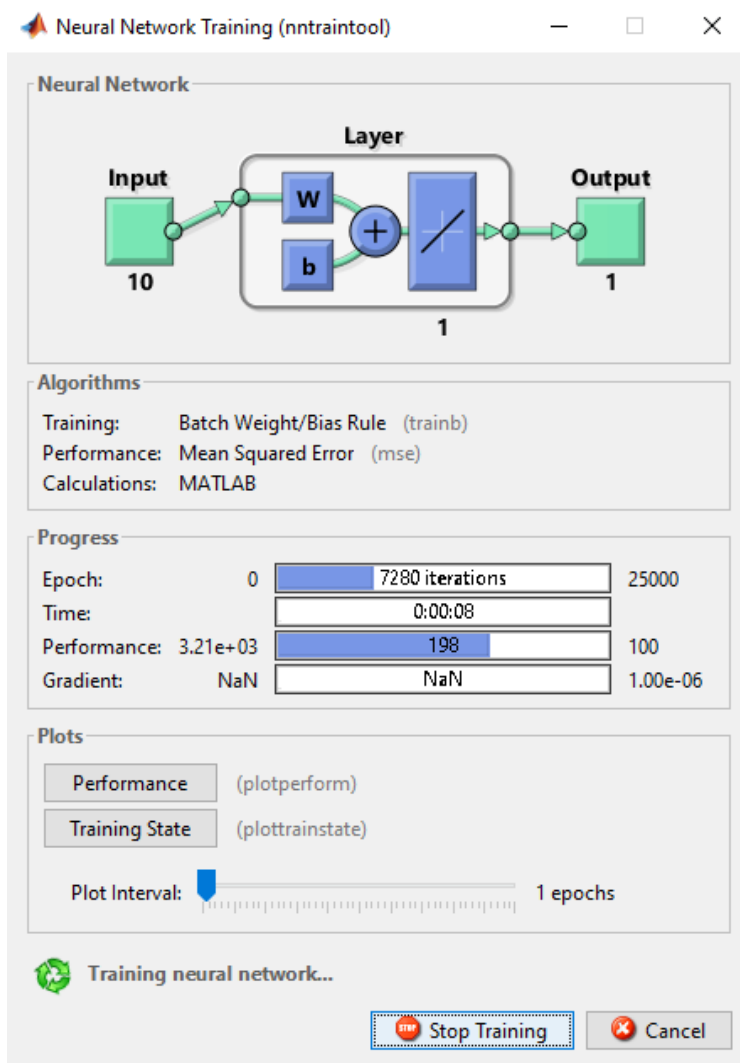 Neural Network Training (nntraintool)
Neural Network
Layer
Input
Output
W
b
+
10
1
1
Algorithms
Training: Batch Weight/Bias Rule (trainb)
Performance: Mean Squared Error (mse)
Calculations: MATLAB
Progress
Epoch: 0 7280 iterations 25000
Time: 0:00:08
Performance: 3.21e+03 198 100
Gradient: NaN NaN 1.00e-06
Plots
Performance (plotperform)
Training State (plottrainstate)
Plot Interval: 1 epochs
Training neural network...
STOP Stop Training Cancel